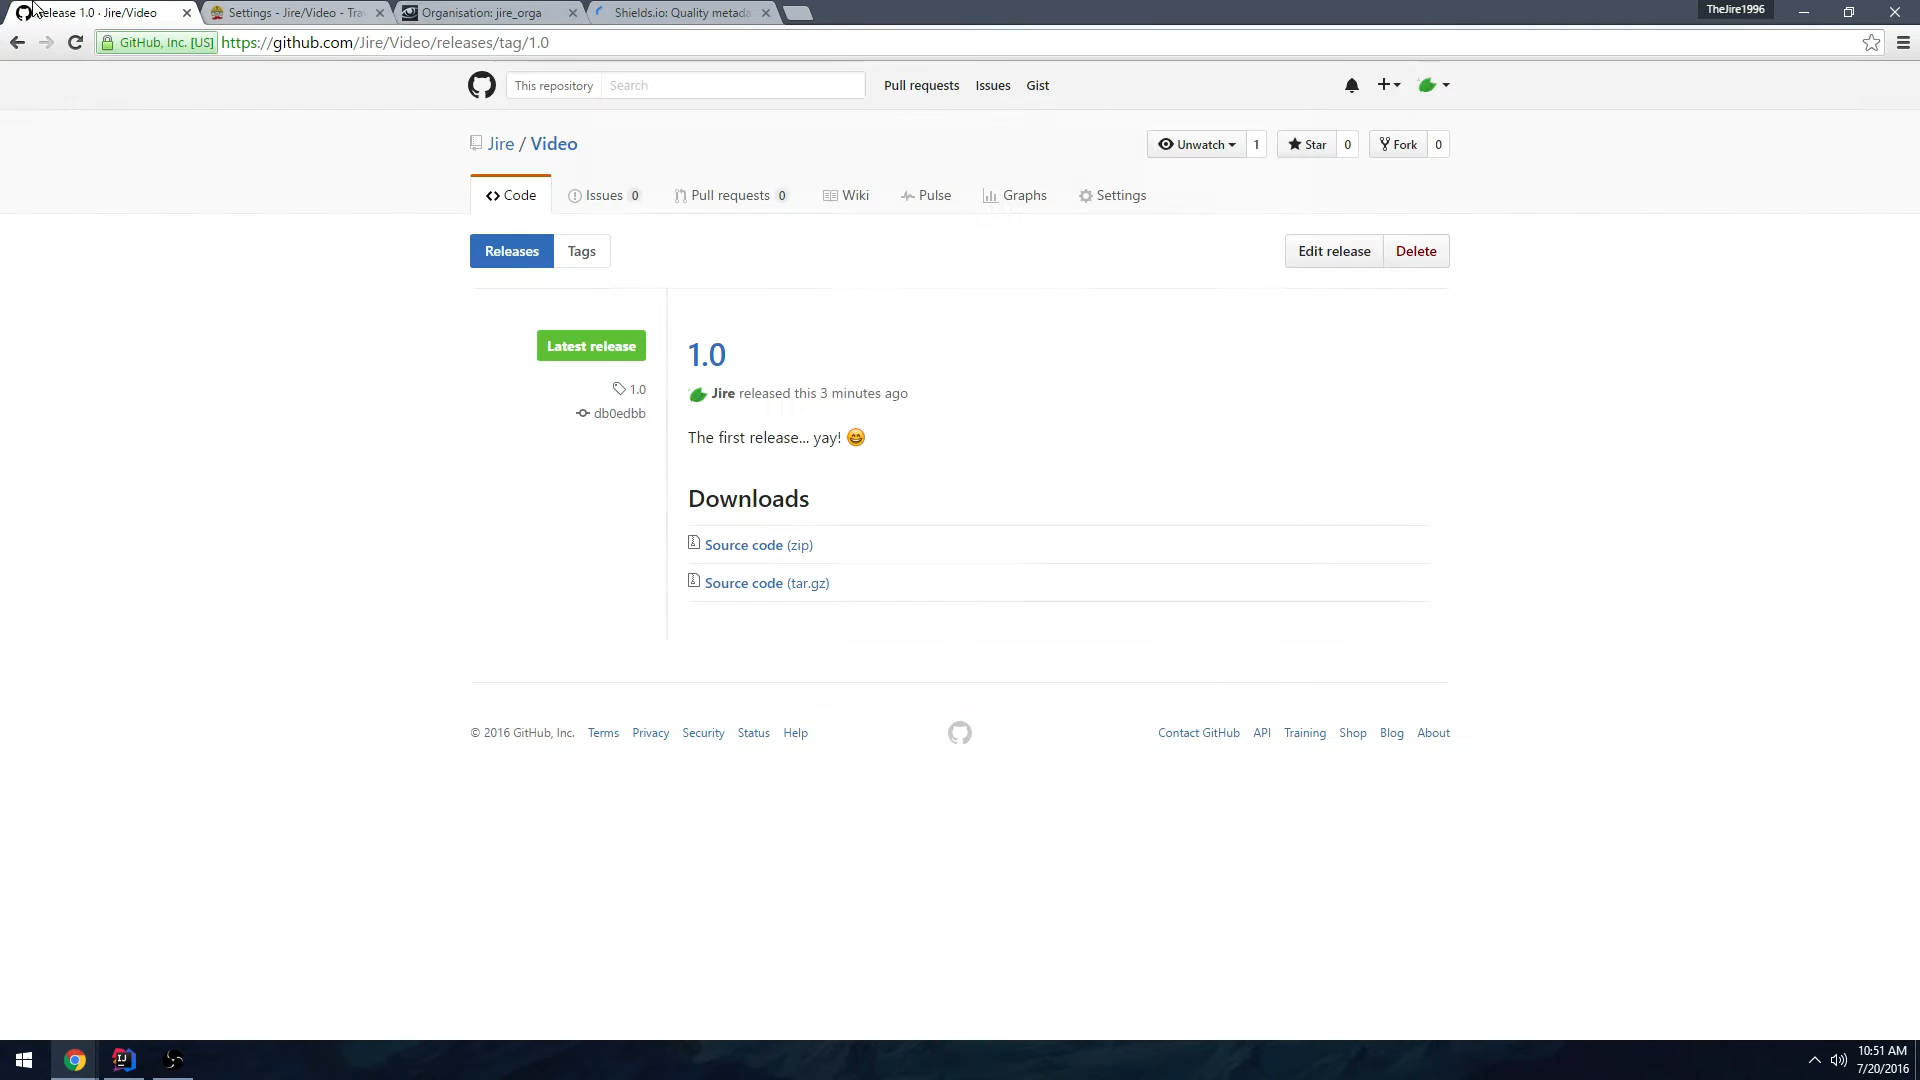 Release 1.0 · Jire/Video
Settings - Jire/Video - Tra
Organisation: jire_orga
Shields.io: Quality metada
TheJire1996
GitHub, Inc. [US]
https://github.com/Jire/Video/releases/tag/1.0
This repository
Search
Pull requests
Issues
Gist
Jire / Video
Unwatch
1
Star
0
Fork
0
Code
Issues 0
Pull requests 0
Wiki
Pulse
Graphs
Settings
Releases
Tags
Edit release
Delete
Latest release
1.0
db0edbb
1.0
Jire released this 3 minutes ago
The first release... yay!
Downloads
Source code (zip)
Source code (tar.gz)
© 2016 GitHub, Inc.
Terms
Privacy
Security
Status
Help
Contact GitHub
API
Training
Shop
Blog
About
IJ
10:51 AM
7/20/2016